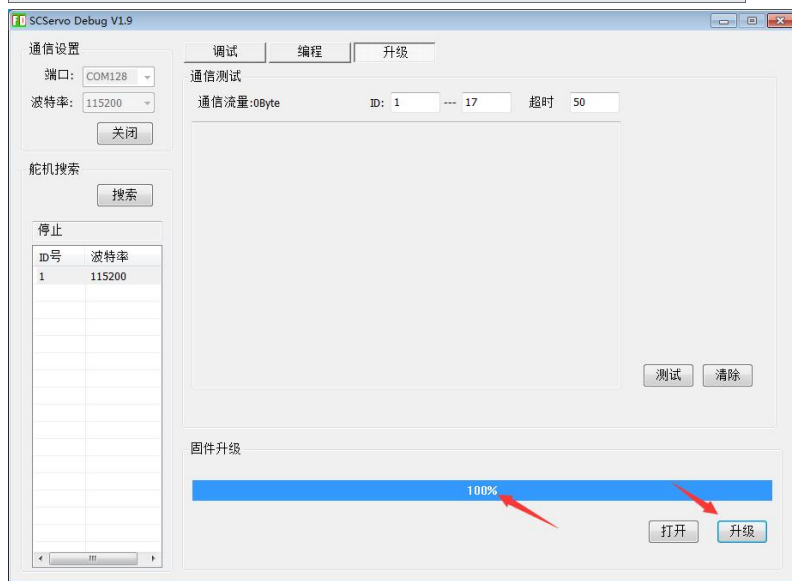 SCServo Debug V1.9
通信设置
端口: COM128
波特率: 115200
关闭
舵机搜索
搜索
停止
ID号 波特率
1 115200
调试 编程 升级
通信测试
通信流量:0Byte ID: 1 --- 17 超时 50
测试 清除
固件升级
100%
打开 升级